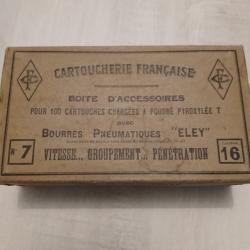 CARTOUCHERIE FRANÇAISE
BOITE D'ACCESSOIRES
POUR 100 CARTOUCHES CHARGÉES A POUDRE PYROXYLÉE T
AVEC
BOURRES PNEUMATIQUES "ELEY"
N° 7
VITESSE... GROUPEMENT... PÉNÉTRATION
16